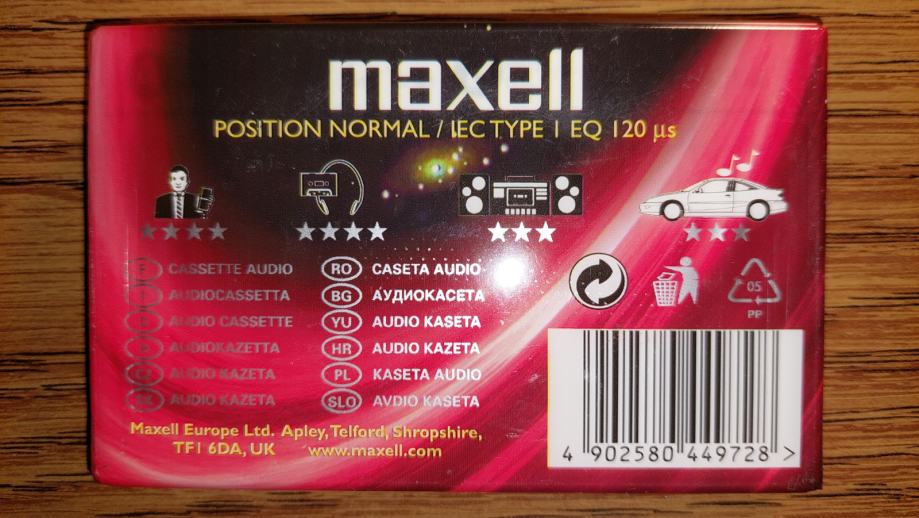 maxell
POSITION NORMAL / IEC TYPE I EQ 120 µs
F CASSETTE AUDIO
AUDIOCASSETTA
AUDIO CASSETTE
AUDIOKAZETTA
AUDIO KAZETA
SK AUDIO KAZETA
RO CASETA AUDIO
BG АУДИОКАСЕТА
YU AUDIO KASETA
HR AUDIO KAZETA
PL KASETA AUDIO
SLO AVDIO KASETA
05
PP
Maxell Europe Ltd. Apley, Telford, Shropshire,
TF1 6DA, UK www.maxell.com
4 902580 449728 >